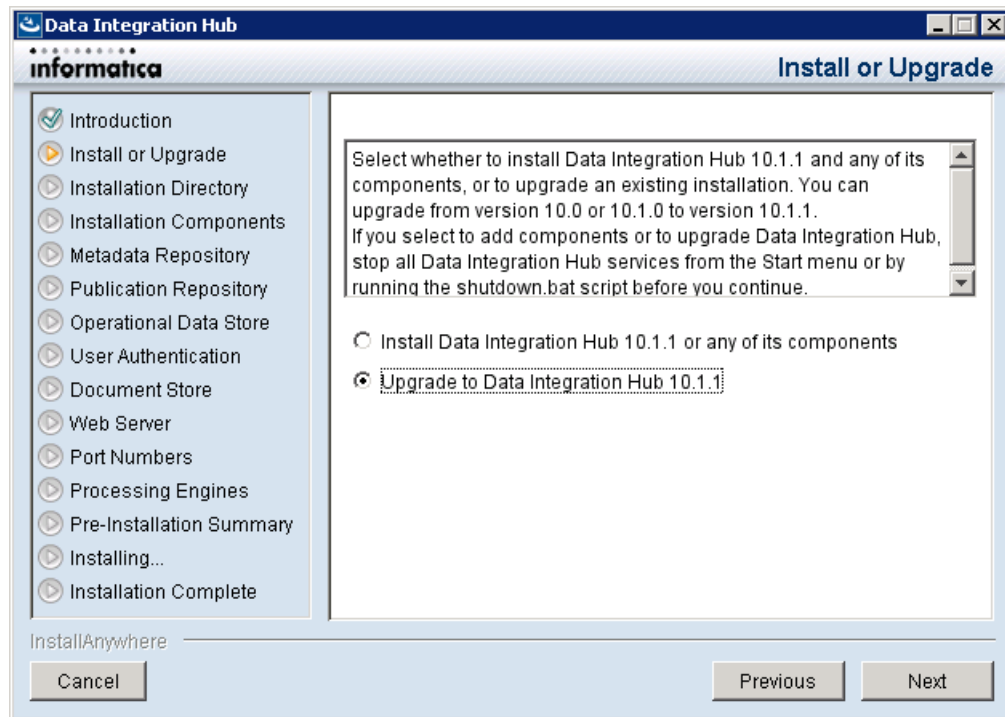 Data Integration Hub
informatica
Install or Upgrade
Introduction
Install or Upgrade
Installation Directory
Installation Components
Metadata Repository
Publication Repository
Operational Data Store
User Authentication
Document Store
Web Server
Port Numbers
Processing Engines
Pre-Installation Summary
Installing...
Installation Complete
Select whether to install Data Integration Hub 10.1.1 and any of its
components, or to upgrade an existing installation. You can
upgrade from version 10.0 or 10.1.0 to version 10.1.1.
If you select to add components or to upgrade Data Integration Hub,
stop all Data Integration Hub services from the Start menu or by
running the shutdown.bat script before you continue.
Install Data Integration Hub 10.1.1 or any of its components
Upgrade to Data Integration Hub 10.1.1
InstallAnywhere
Cancel
Previous
Next